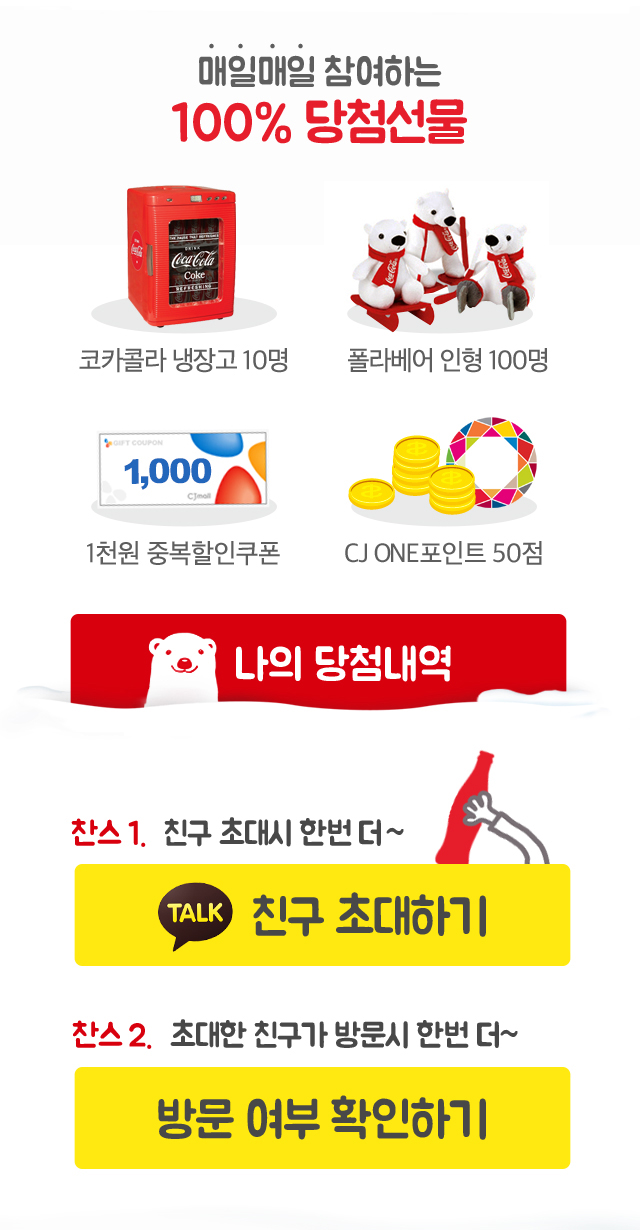 매일매일 참여하는
100% 당첨선물
DRINK
Coca-Cola
Coke
REFRESHING
코카콜라 냉장고 10명
폴라베어 인형 100명
GIFT COUPON
1,000
CJmall
1천원 중복할인쿠폰
CJ ONE포인트 50점
나의 당첨내역
찬스 1. 친구 초대시 한번 더~
TALK 친구 초대하기
찬스 2. 초대한 친구가 방문시 한번 더~
방문 여부 확인하기